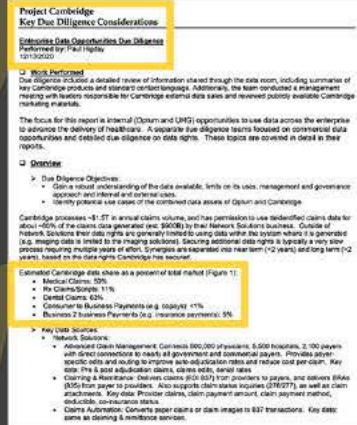 Project Cambridge
Key Due Diligence Considerations
Enterprise Data Opportunities Due Diligence
Performed by: Paul Higday
12/13/2020
❑ Work Performed
Due diligence included a detailed review of information shared through the data room, including summaries of
key Cambridge products and standard contact language. Additionally, the team conducted a management
meeting with leaders responsible for Cambridge external data sales and reviewed publicly available Cambridge
marketing materials.
The focus for this report is internal (Optum and UHG) opportunities to use data across the enterprise
to advance the delivery of healthcare. A separate due diligence teams focused on commercial data
opportunities and detailed due diligence on data rights. These topics are covered in detail in their
reports.
❑ Overview
➢ Due Diligence Objectives:
• Gain a robust understanding of the data available, limits on its uses, management and governance
approach and internal and external uses.
• Identify potential use cases of the combined data assets of Optum and Cambridge.
Cambridge processes ~$1.5T in annual claims volume, and has permission to use deidentified claims data for
about ~60% of the claims data generated (est. $900B) by their Network Solutions business. Outside of
Network Solutions their data rights are generally limited to using data within the system where it is generated
(e.g. imaging data is limited to the imaging solutions). Securing additional data rights is typically a very slow
process requiring multiple years of effort. Synergies are separated into near term (<2 years) and long term (>2
years), based on the data rights Cambridge has secured.
Estimated Cambridge data share as a percent of total market (Figure 1):
• Medical Claims: 50%
• Rx Claims/Scripts: 11%
• Dental Claims: 63%
• Consumer to Business Payments (e.g. copays): <1%
• Business 2 business Payments (e.g. insurance payments): 5%
➢ Key Data Sources:
• Network Solutions:
• Advanced Claim Management: Connects 900,000 physicians, 5,500 hospitals, 2,100 payers
with direct connections to nearly all government and commercial payers. Provides payer-
specific edits and routing to improve auto-adjudication rates and reduce cost per claim. Key
data: Pre & post adjudication claims, claims edits, denial rates
• Claiming & Remittance: Delivers claims (EDI 837) from providers to payers, and delivers ERAs
(835) from payer to providers. Also supports claim status inquiries (276/277), as well as claim
attachments. Key data: Provider claims, claim payment amount, claim payment method,
deductible, co-insurance status
• Claims Automation: Converts paper claims or claim images to 837 transactions. Key data:
same as claiming & remittance services.